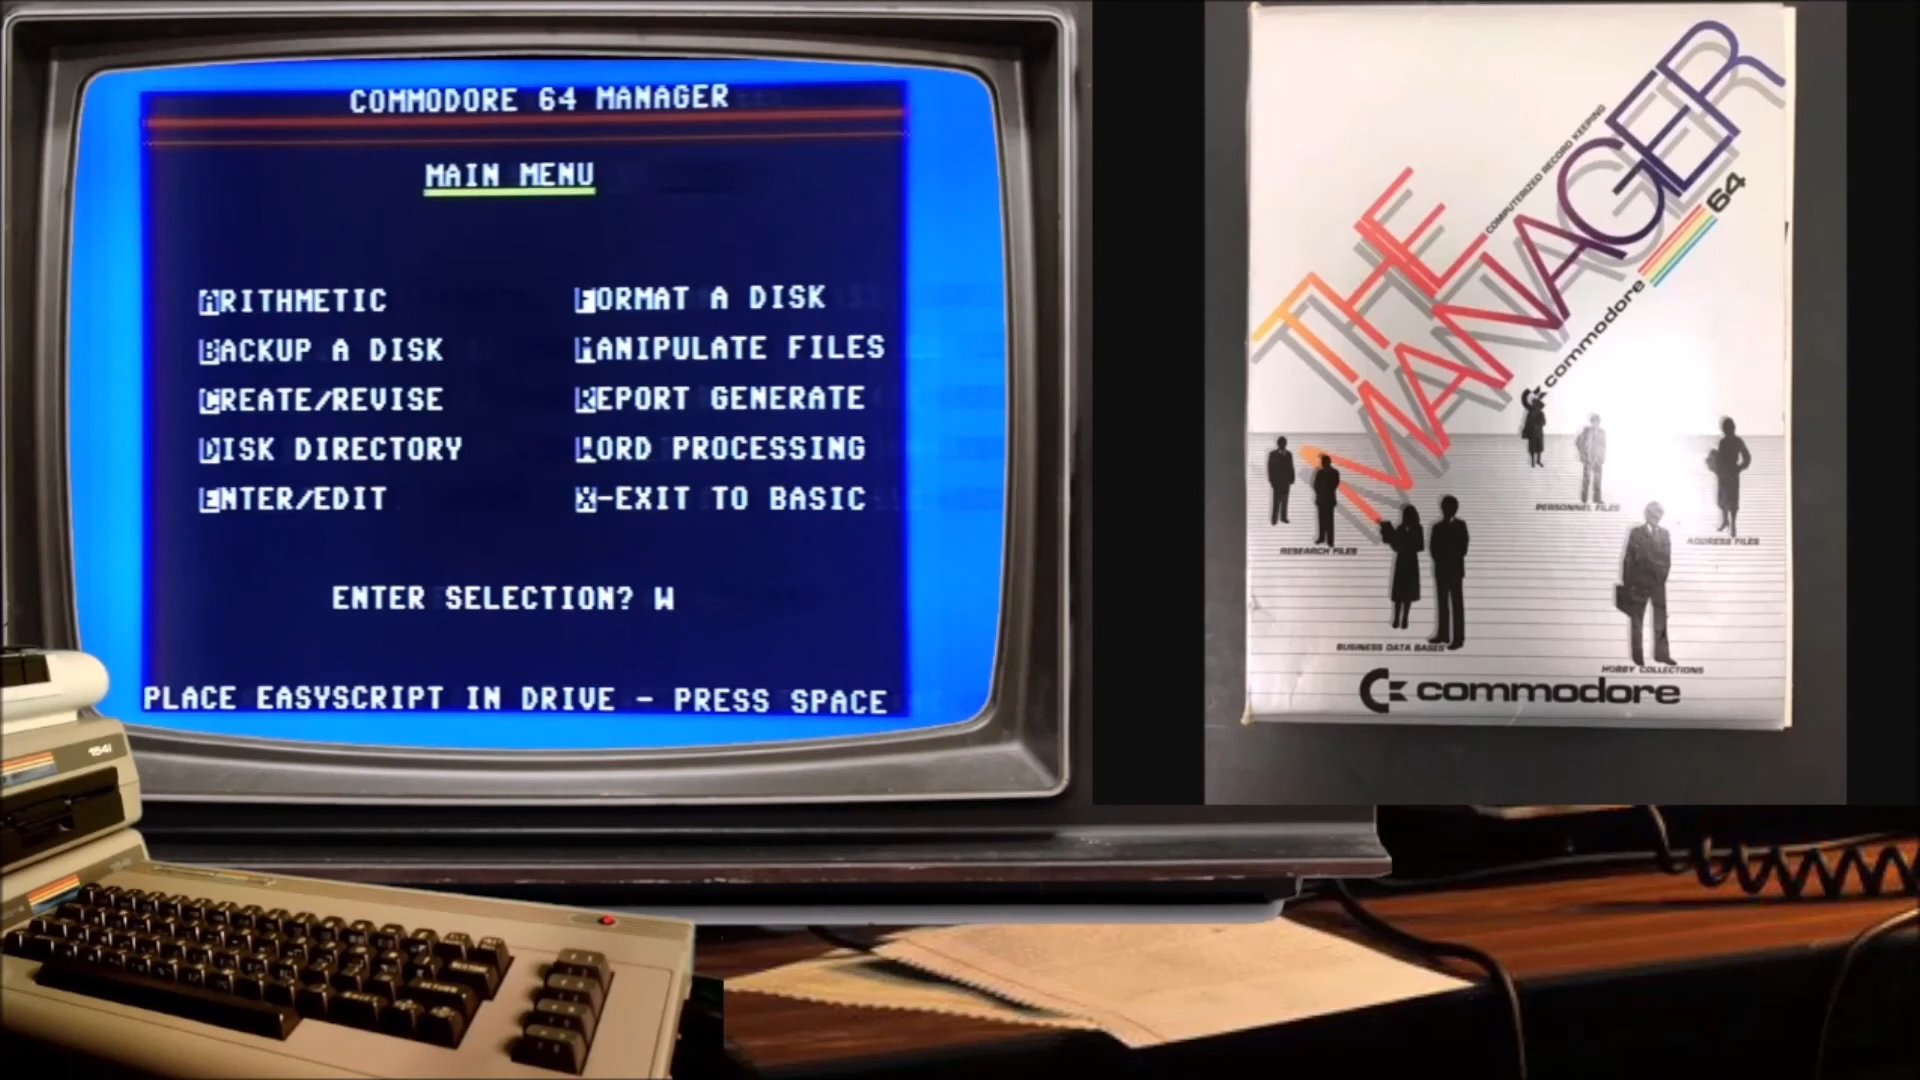 COMMODORE 64 MANAGER
MAIN MENU
ARITHMETIC
BACKUP A DISK
CREATE/REVISE
DISK DIRECTORY
ENTER/EDIT
FORMAT A DISK
MANIPULATE FILES
REPORT GENERATE
WORD PROCESSING
X-EXIT TO BASIC
ENTER SELECTION? W
PLACE EASYSCRIPT IN DRIVE - PRESS SPACE
1541
THE
MANAGER
COMPUTERIZED RECORD KEEPING
commodore 64
RESEARCH FILES
PERSONNEL FILES
ADDRESS FILES
BUSINESS DATA BASES
HOBBY COLLECTIONS
commodore